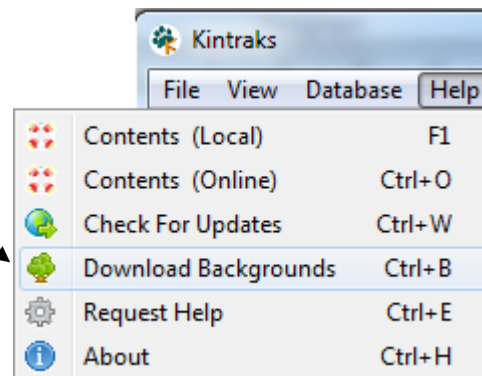 Kintraks
File View Database Help
Contents (Local) F1
Contents (Online) Ctrl+O
Check For Updates Ctrl+W
Download Backgrounds Ctrl+B
Request Help Ctrl+E
About Ctrl+H